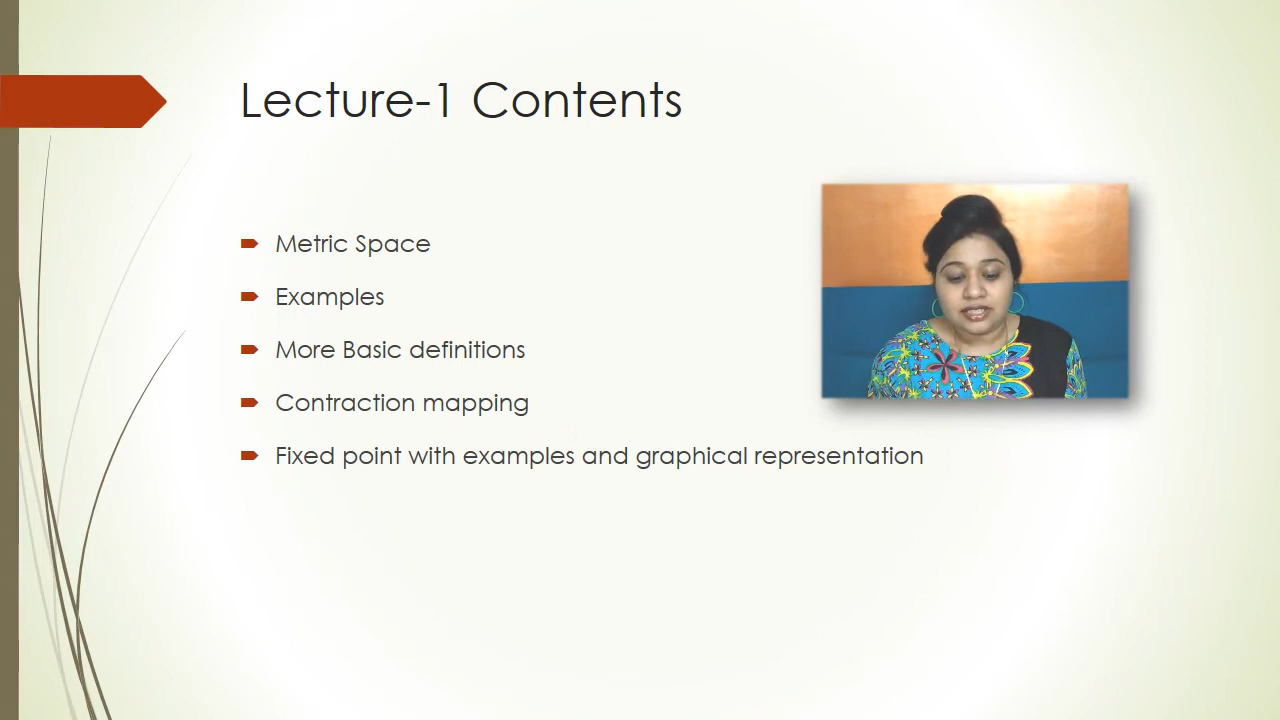 Lecture-1 Contents
Metric Space
Examples
More Basic definitions
Contraction mapping
Fixed point with examples and graphical representation